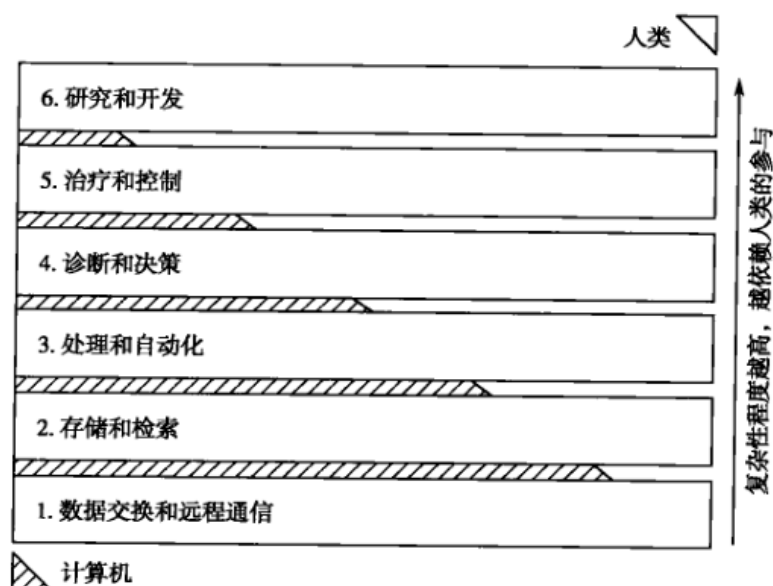 人类
6. 研究和开发
5. 治疗和控制
4. 诊断和决策
3. 处理和自动化
2. 存储和检索
1. 数据交换和远程通信
计算机
复杂性程度越高，越依赖人类的参与